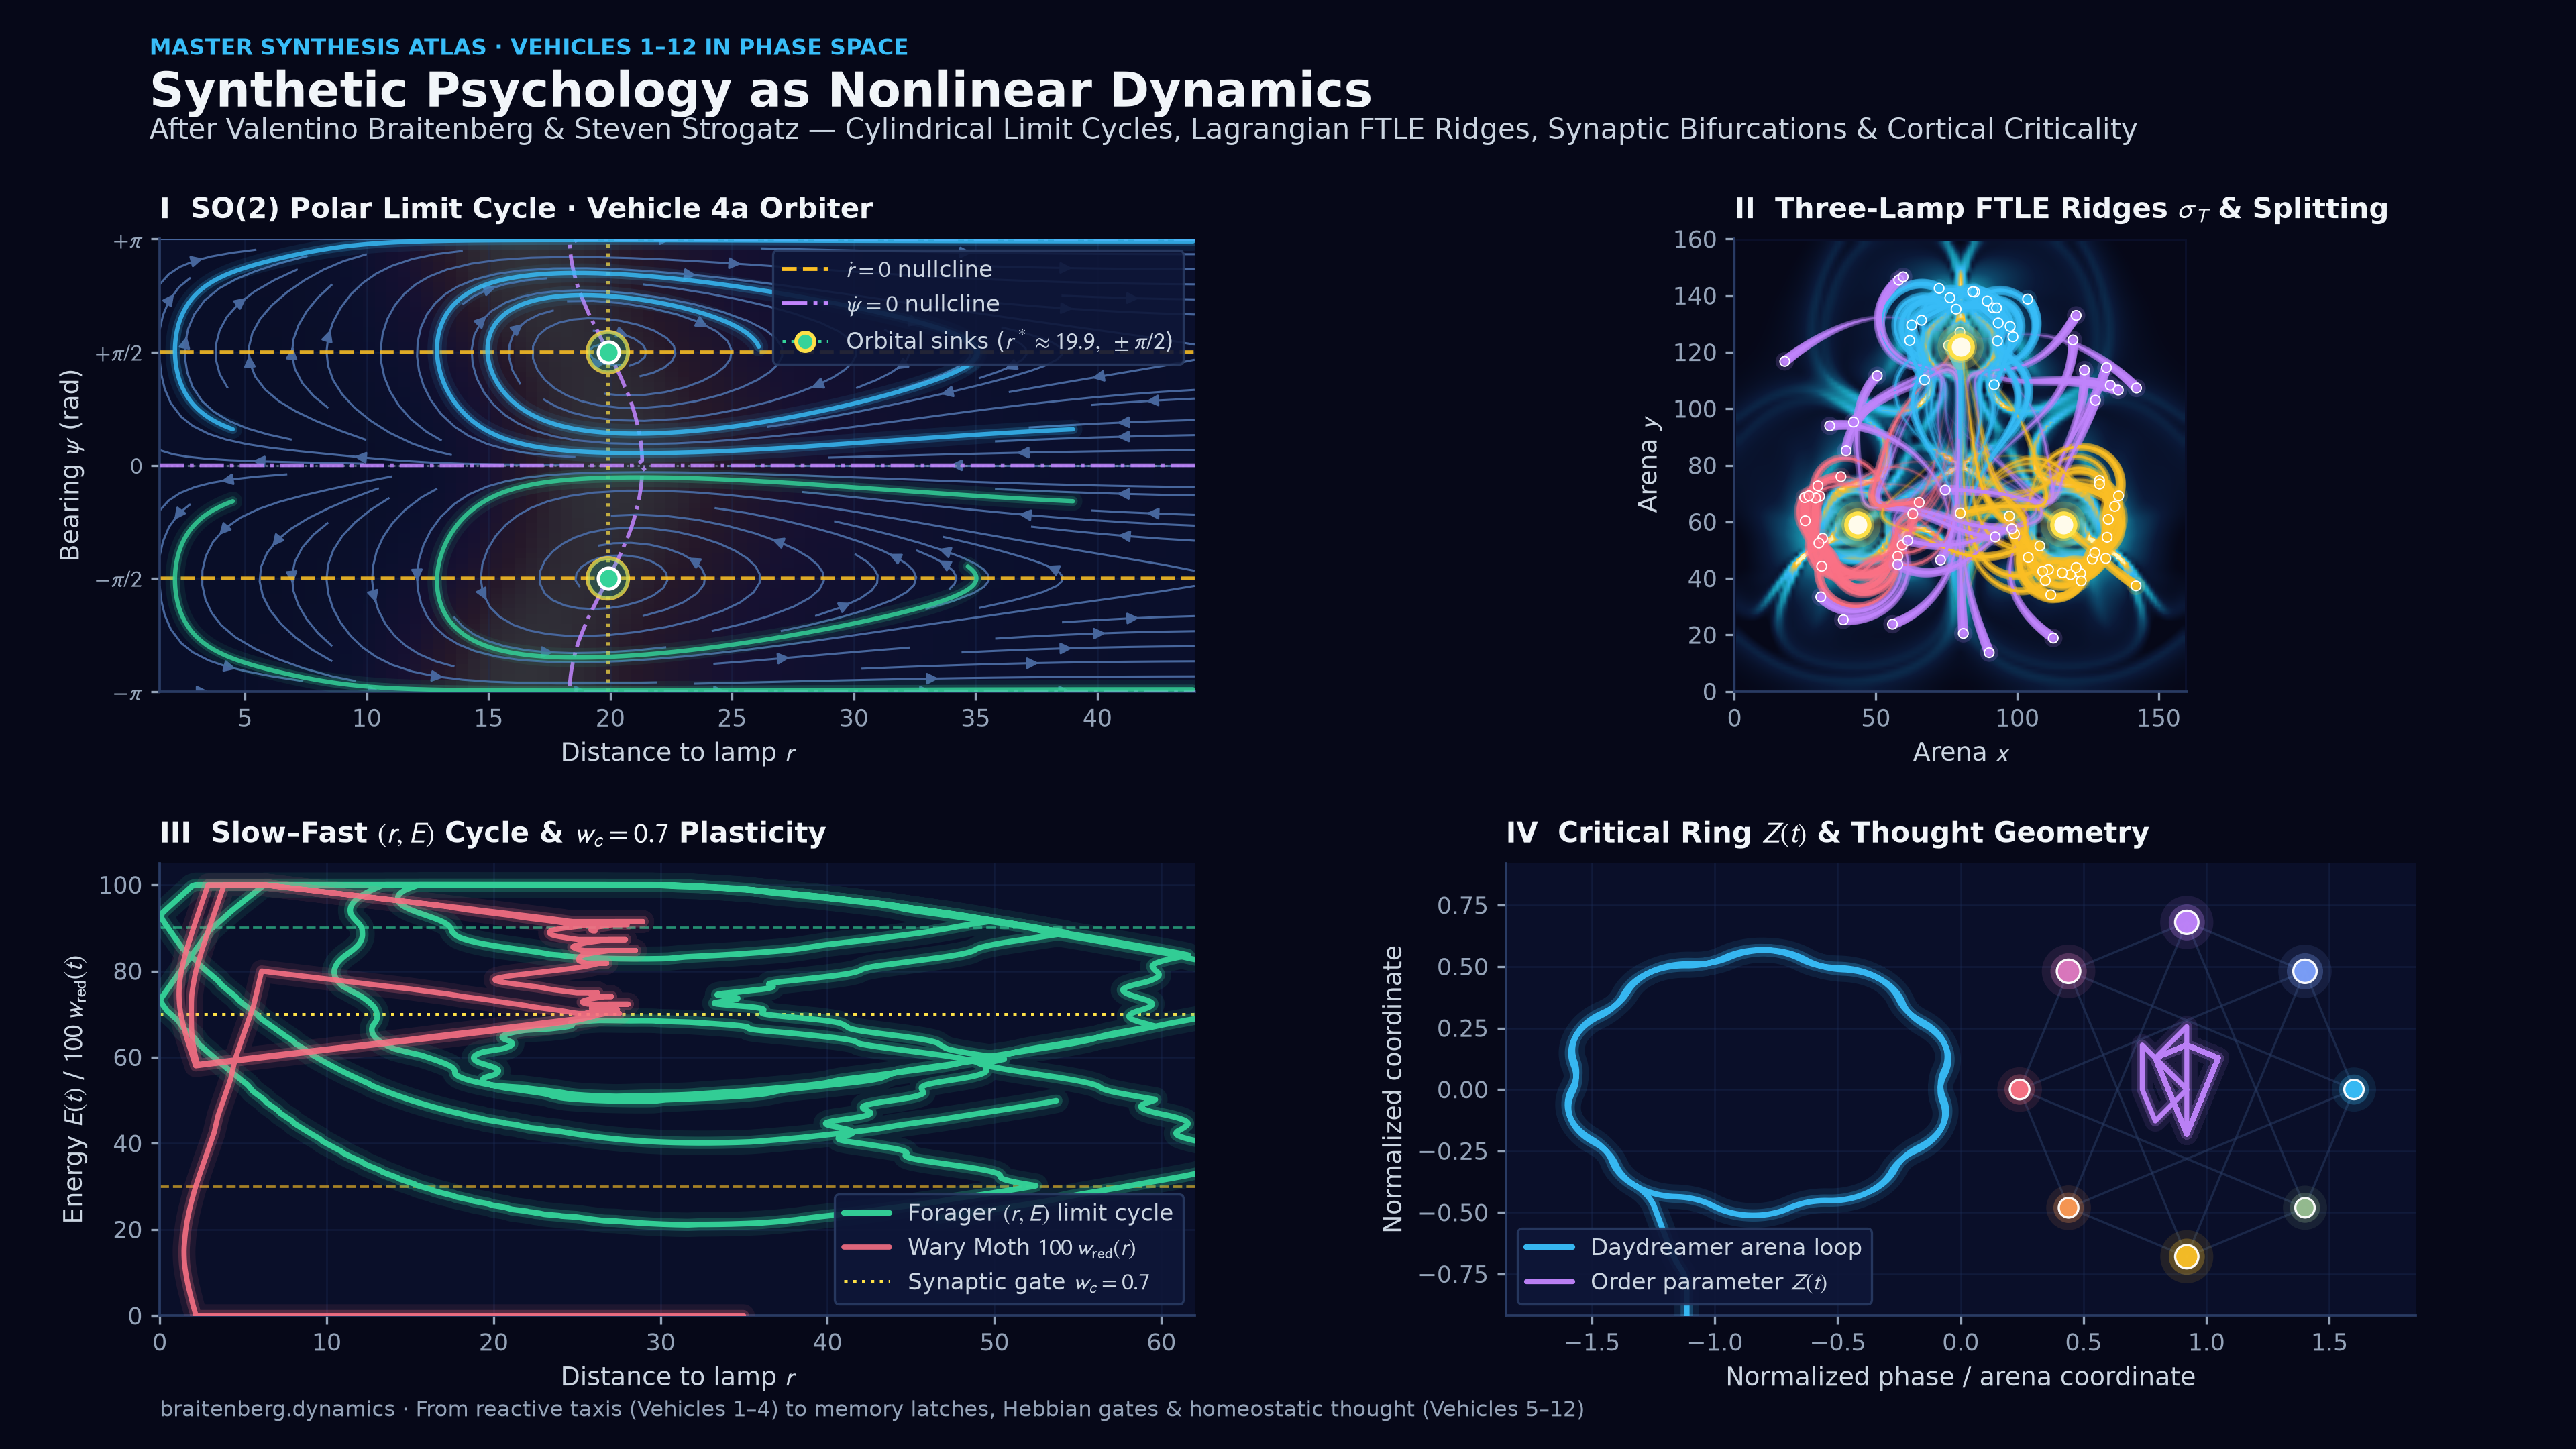 MASTER SYNTHESIS ATLAS · VEHICLES 1–12 IN PHASE SPACE
Synthetic Psychology as Nonlinear Dynamics
After Valentino Braitenberg & Steven Strogatz — Cylindrical Limit Cycles, Lagrangian FTLE Ridges, Synaptic Bifurcations & Cortical Criticality
I SO(2) Polar Limit Cycle · Vehicle 4a Orbiter
+π
+π/2
0
−π/2
−π
Bearing ψ (rad)
ṙ = 0 nullcline
ψ̇ = 0 nullcline
Orbital sinks (r* ≈ 19.9, ± π/2)
5 10 15 20 25 30 35 40
Distance to lamp r
II Three-Lamp FTLE Ridges σ_T & Splitting
160
140
120
100
80
60
40
20
0
Arena y
0 50 100 150
Arena x
III Slow–Fast (r, E) Cycle & w_c = 0.7 Plasticity
100
80
60
40
20
0
Energy E(t) / 100 w_red(t)
Forager (r, E) limit cycle
Wary Moth 100 w_red(r)
Synaptic gate w_c = 0.7
0 10 20 30 40 50 60
Distance to lamp r
IV Critical Ring Z(t) & Thought Geometry
0.75
0.50
0.25
0.00
−0.25
−0.50
−0.75
Normalized coordinate
Daydreamer arena loop
Order parameter Z(t)
−1.5 −1.0 −0.5 0.0 0.5 1.0 1.5
Normalized phase / arena coordinate
braitenberg.dynamics · From reactive taxis (Vehicles 1–4) to memory latches, Hebbian gates & homeostatic thought (Vehicles 5–12)